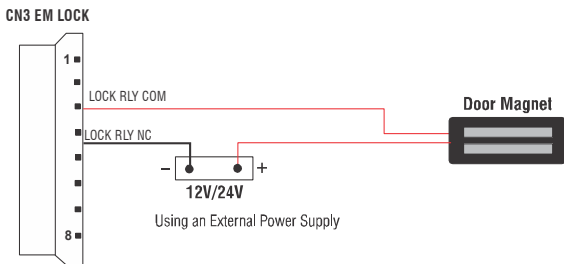 CN3 EM LOCK
1
LOCK RLY COM
Door Magnet
LOCK RLY NC
– +
12V/24V
Using an External Power Supply
8